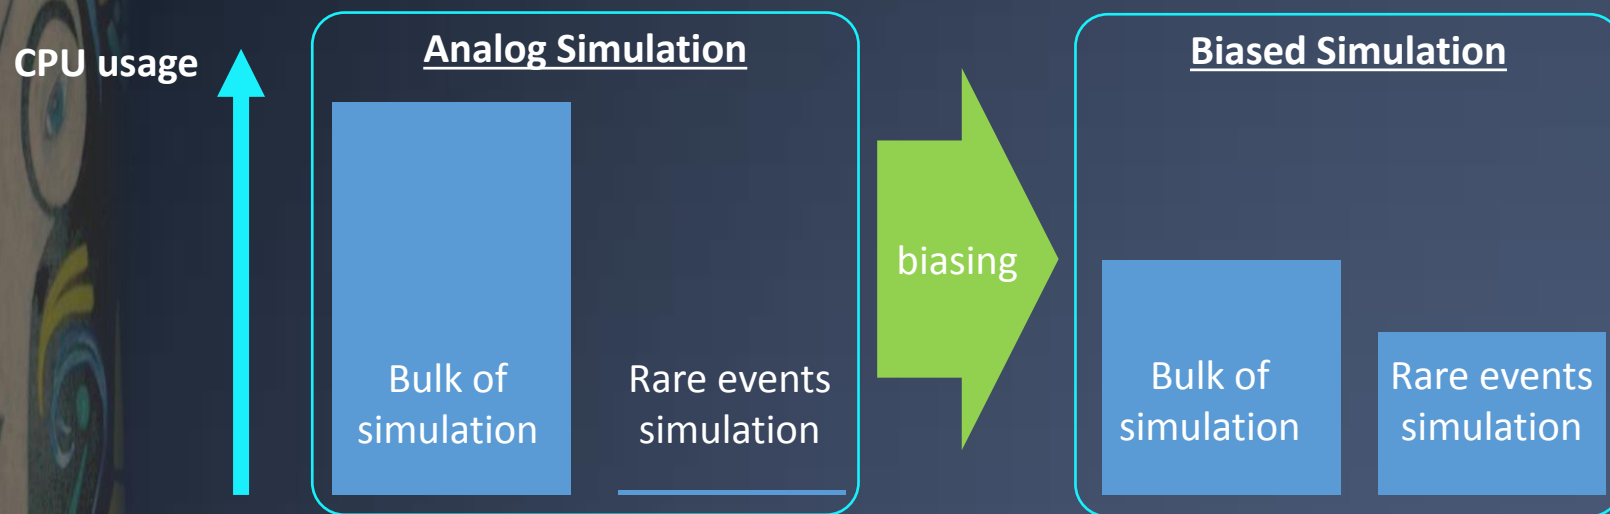 CPU usage
Analog Simulation
Bulk of
simulation
Rare events
simulation
biasing
Biased Simulation
Bulk of
simulation
Rare events
simulation